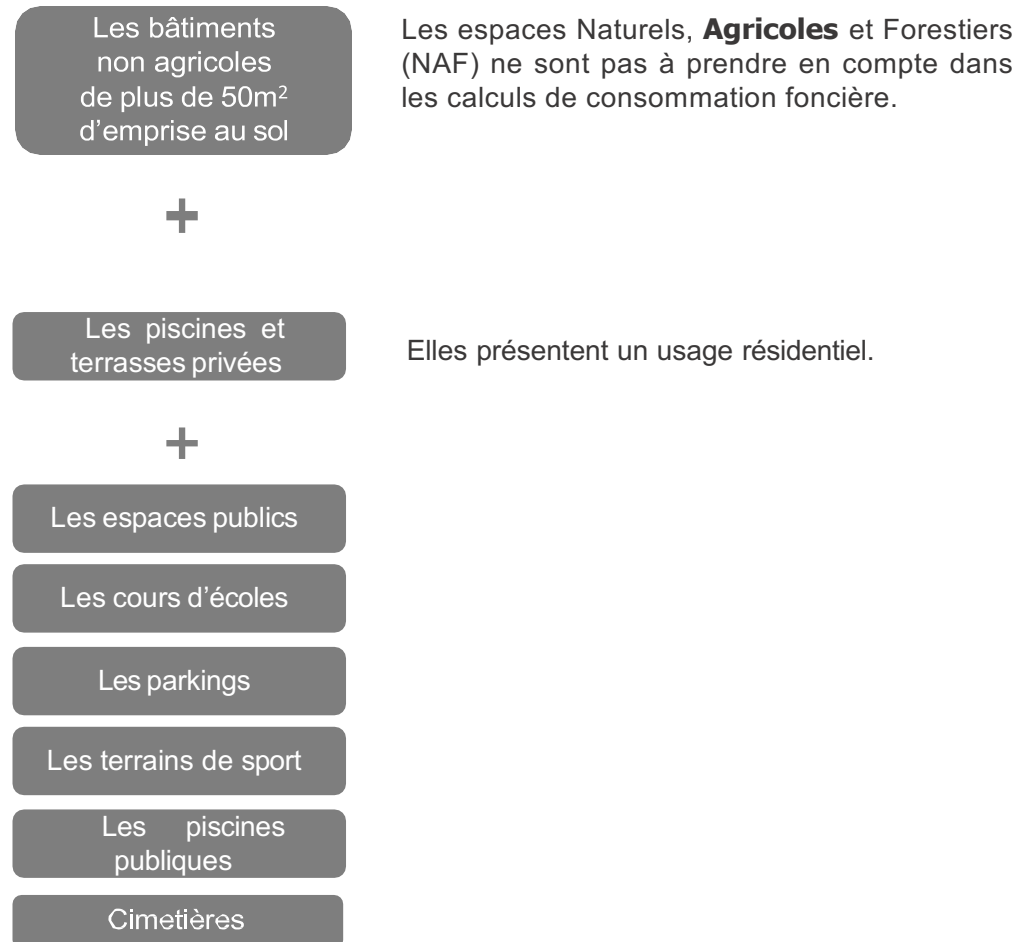 Les bâtiments
non agricoles
de plus de 50m²
d'emprise au sol
Les espaces Naturels, Agricoles et Forestiers
(NAF) ne sont pas à prendre en compte dans
les calculs de consommation foncière.
+
Les piscines et
terrasses privées
Elles présentent un usage résidentiel.
+
Les espaces publics
Les cours d'écoles
Les parkings
Les terrains de sport
Les piscines
publiques
Cimetières